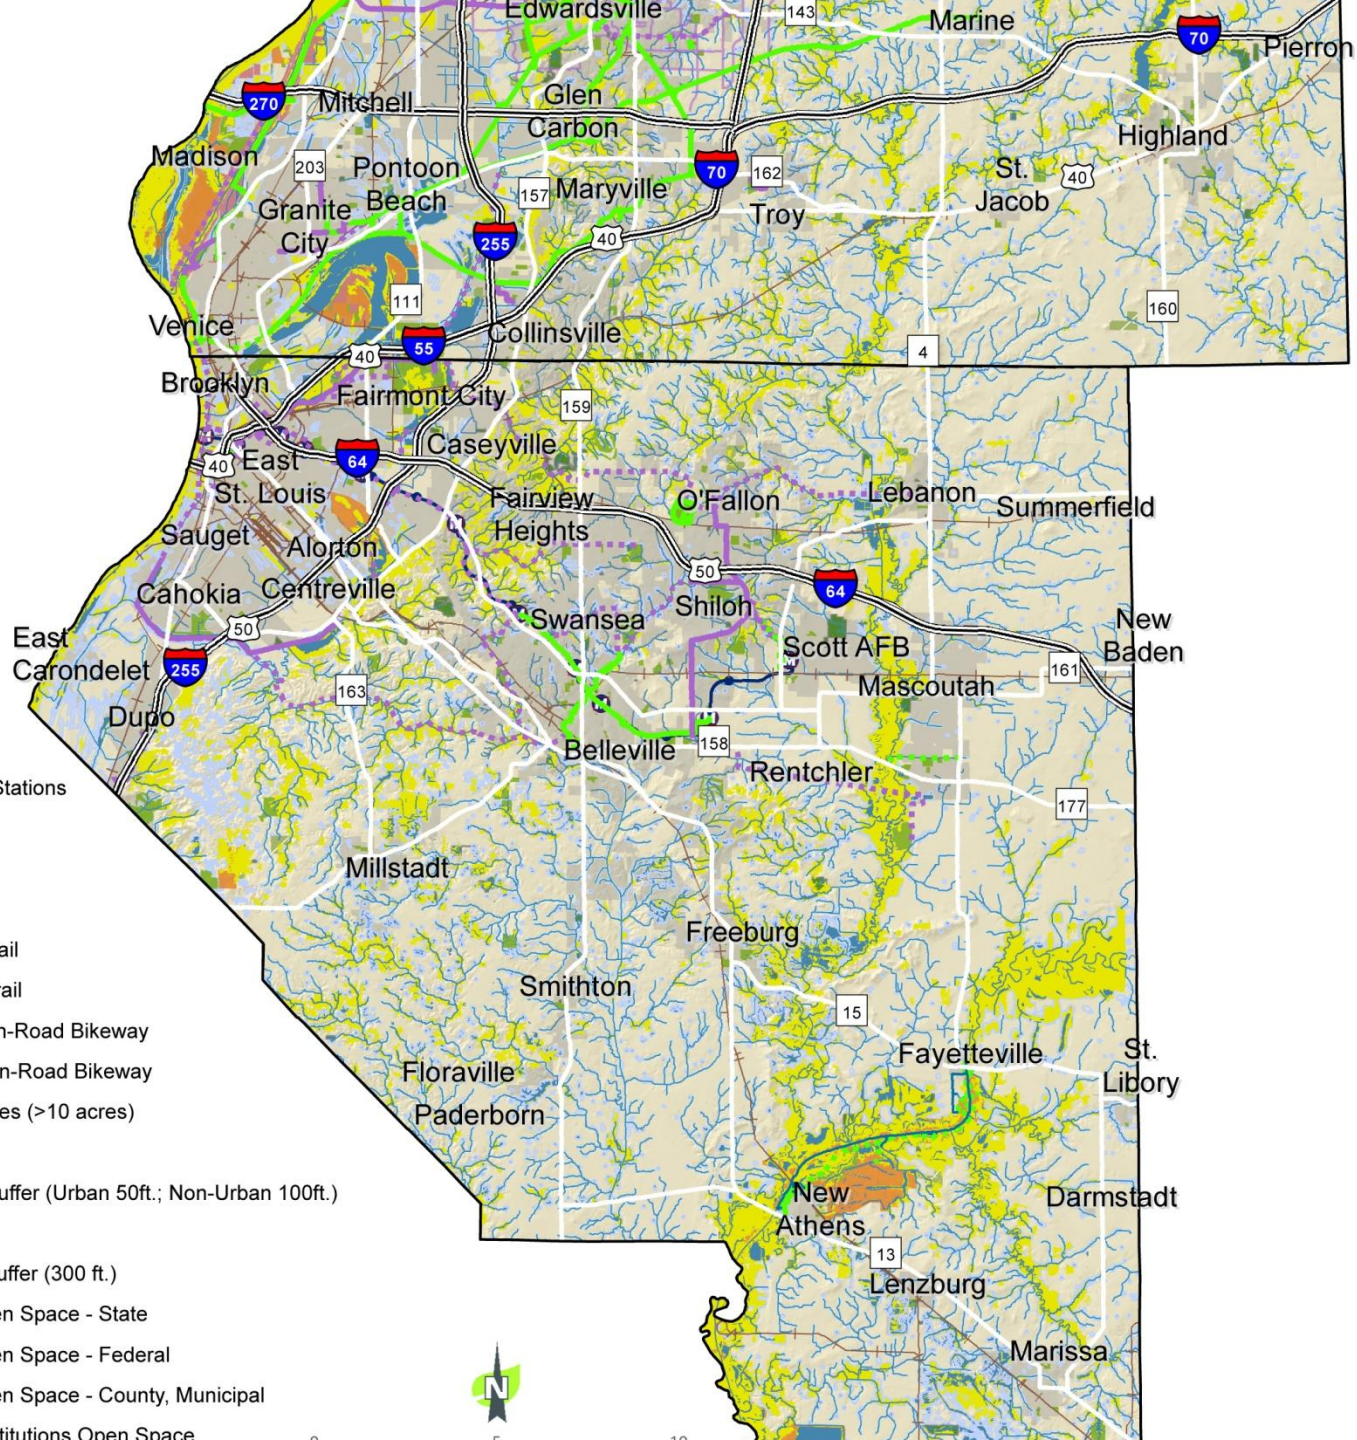 Edwardsville
143
Marine
70
Pierron
270
Mitchell
Glen
Carbon
Highland
Madison
203
Pontoon
Beach
157
Maryville
70
162
St.
Jacob
40
Granite
City
Troy
255
40
111
160
Venice
Collinsville
40
55
4
Brooklyn
Fairmont City
159
Caseyville
40
East
St. Louis
64
Fairview
Heights
O'Fallon
Lebanon
Summerfield
Sauget
Alorton
Cahokia
Centreville
50
64
Shiloh
Swansea
50
New
Baden
East
Carondelet
255
Scott AFB
161
163
Mascoutah
Dupo
158
Belleville
Rentchler
Stations
177
Millstadt
Freeburg
ail
Smithton
rail
15
n-Road Bikeway
Fayetteville
St.
Libory
n-Road Bikeway
Floraville
es (>10 acres)
Paderborn
uffer (Urban 50ft.; Non-Urban 100ft.)
New
Athens
Darmstadt
13
uffer (300 ft.)
Lenzburg
en Space - State
Marissa
en Space - Federal
N
en Space - County, Municipal
titutions Open Space